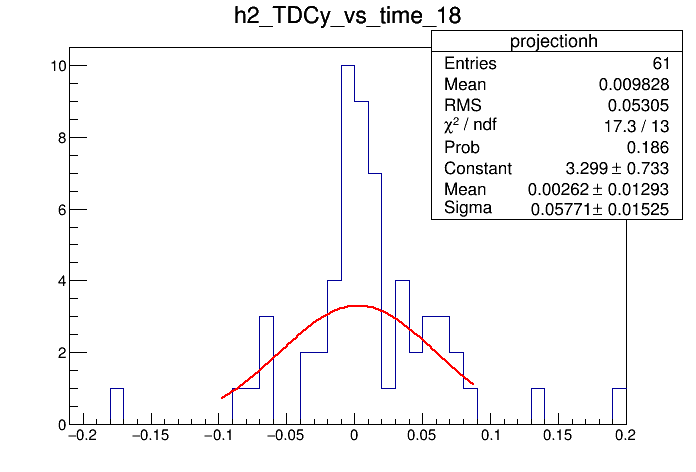 h2_TDCy_vs_time_18
projectionh
Entries 61
Mean 0.009828
RMS 0.05305
χ² / ndf 17.3 / 13
Prob 0.186
Constant 3.299 ± 0.733
Mean 0.00262 ± 0.01293
Sigma 0.05771 ± 0.01525
10
8
6
4
2
0
−0.2 −0.15 −0.1 −0.05 0 0.05 0.1 0.15 0.2